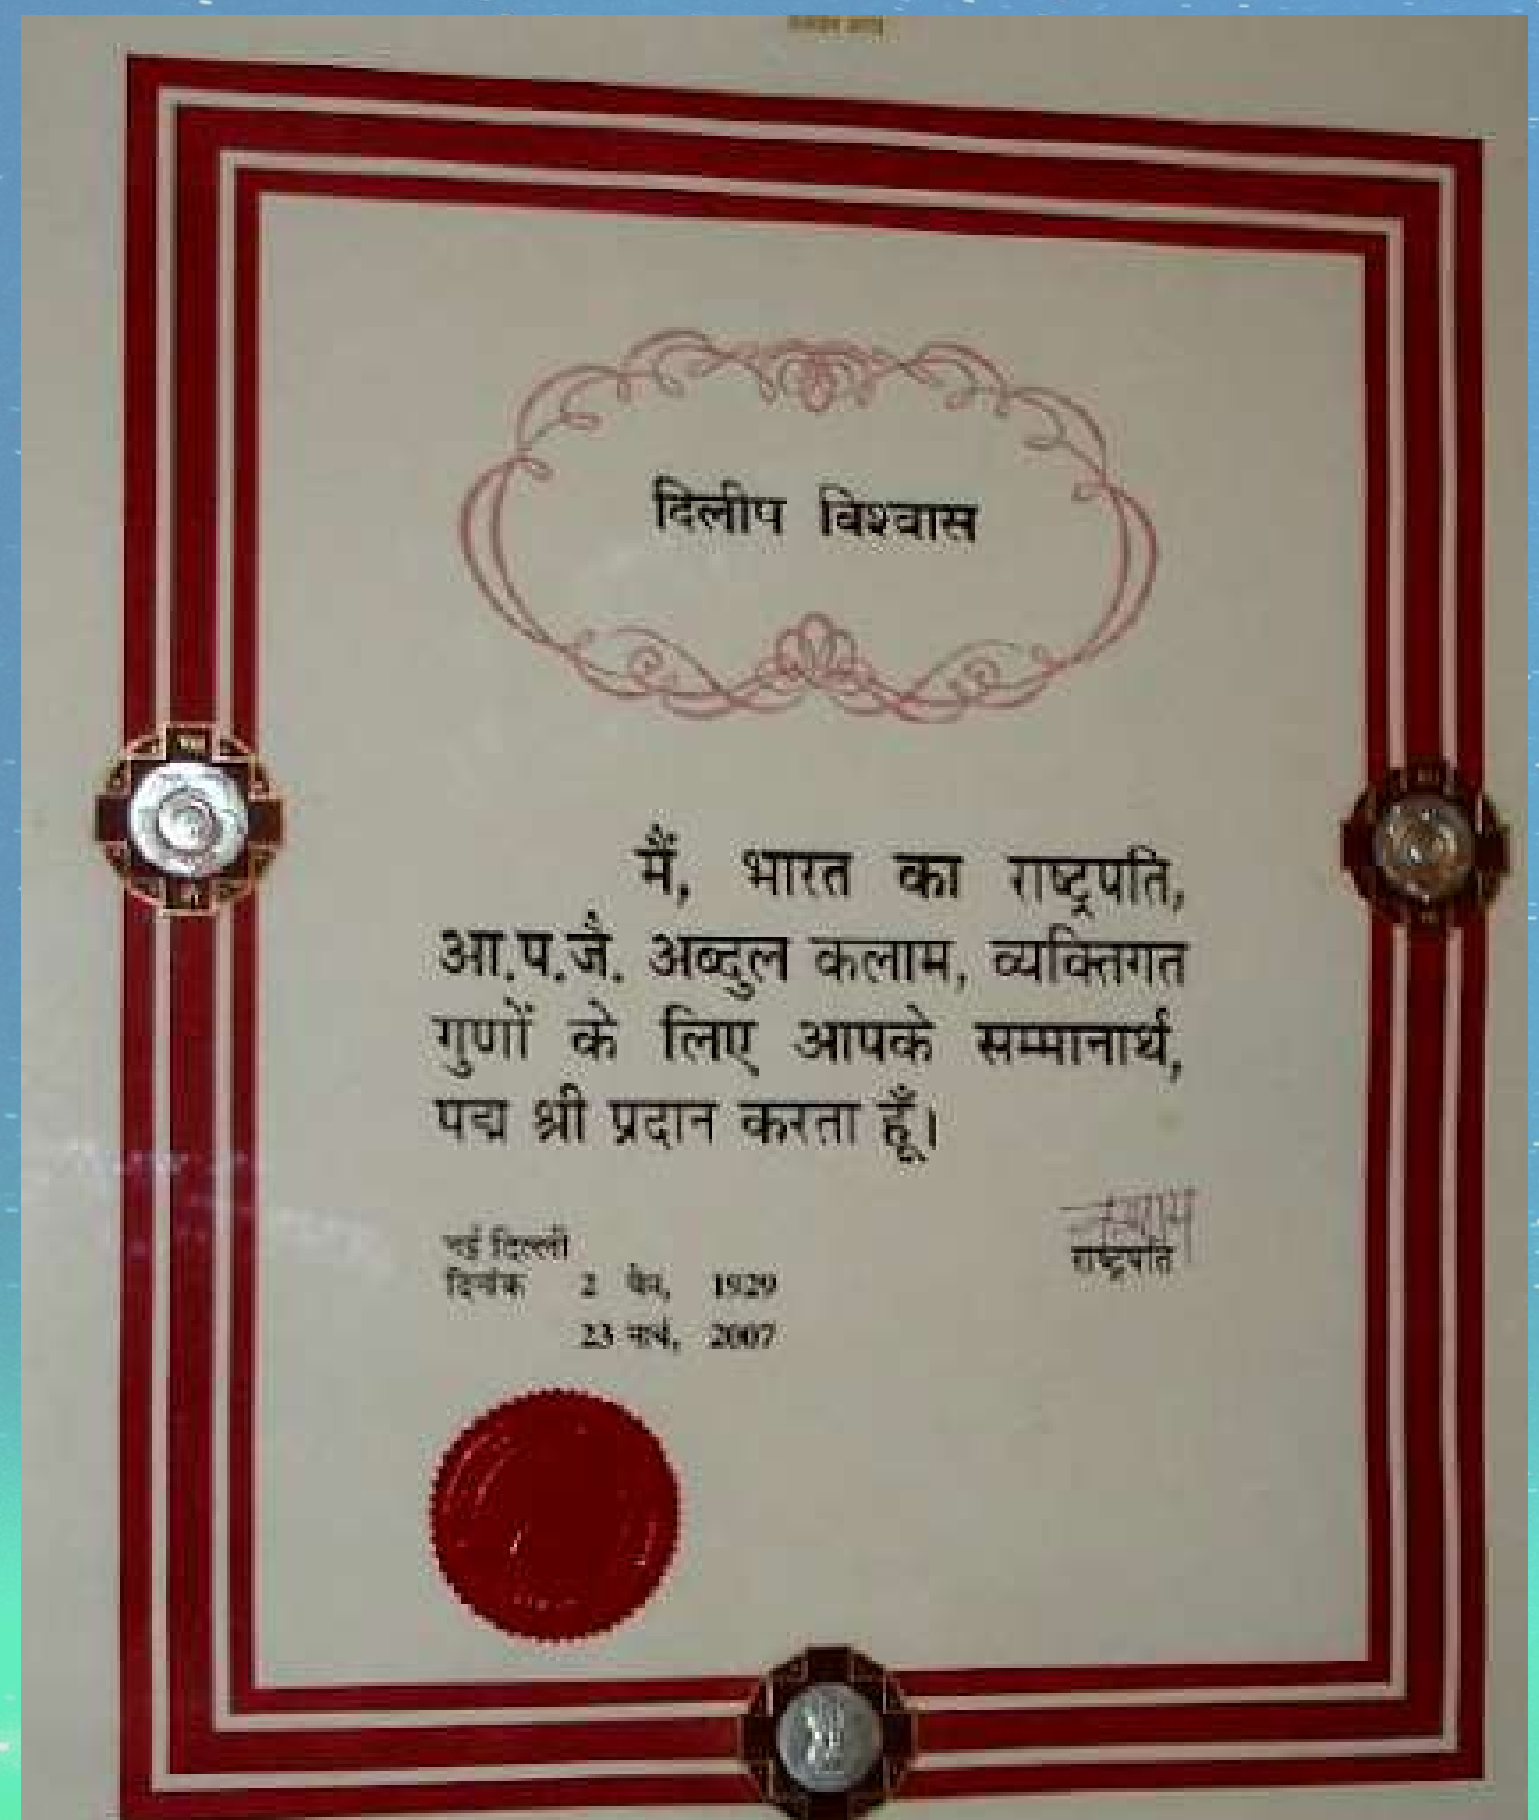 दिलीप विश्वास
मैं, भारत का राष्ट्रपति,
आ.प.जै. अब्दुल कलाम, व्यक्तिगत
गुणों के लिए आपके सम्मानार्थ,
पद्म श्री प्रदान करता हूँ।
राष्ट्रपति
नई दिल्ली
दिनांक 2 चैत्र, 1929
23 मार्च, 2007